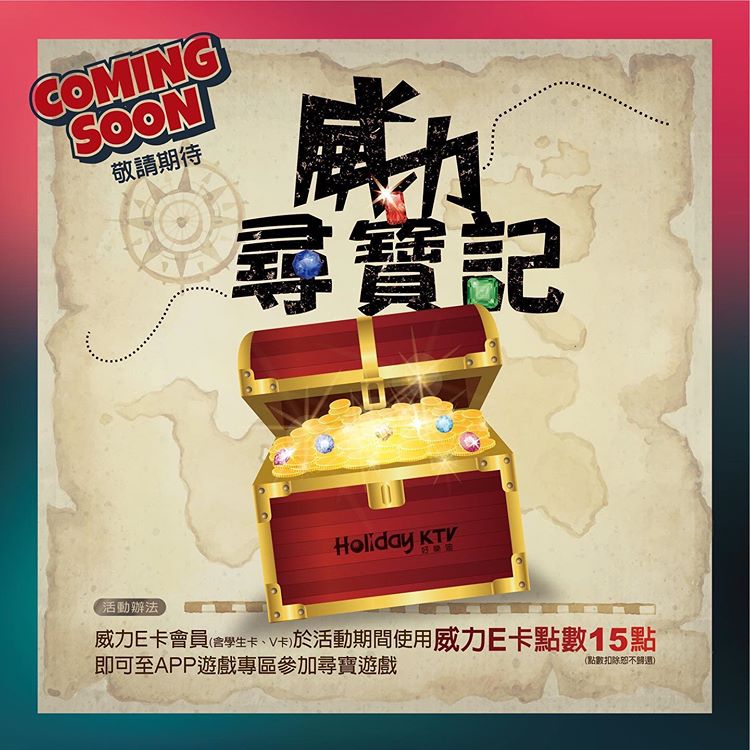 COMING
SOON
敬請期待
威力
尋寶記
Holiday KTV
好樂迪
活動辦法
威力E卡會員(含學生卡、V卡)於活動期間使用威力E卡點數15點
(點數扣除恕不歸還)
即可至APP遊戲專區參加尋寶遊戲